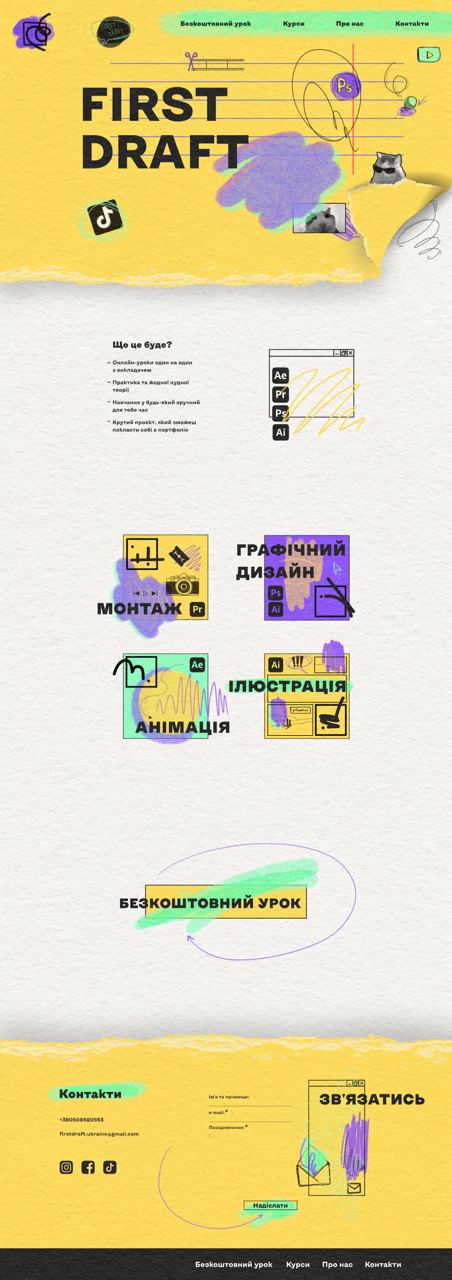 Безкоштовний урок Курси Про нас Контакти
FIRST
DRAFT
Ps
Що це буде?
– Онлайн-уроки один на один
з викладачем
– Практика та жодної нудної
теорії
– Навчання у будь-який зручний
для тебе час
– Крутий проєкт, який зможеш
покласти собі в портфоліо
Ae
Pr
Ps
Ai
МОНТАЖ
Pr
ГРАФІЧНИЙ
ДИЗАЙН
Ps
Ai
Ae
АНІМАЦІЯ
Ai
ІЛЮСТРАЦІЯ
БЕЗКОШТОВНИЙ УРОК
Контакти
+380508620563
firstdraft.ukraine@gmail.com
Ім'я та прізвище:
e-mail:*
Повідомлення:*
Надіслати
ЗВ'ЯЗАТИСЬ
Безкоштовний урок Курси Про нас Контакти